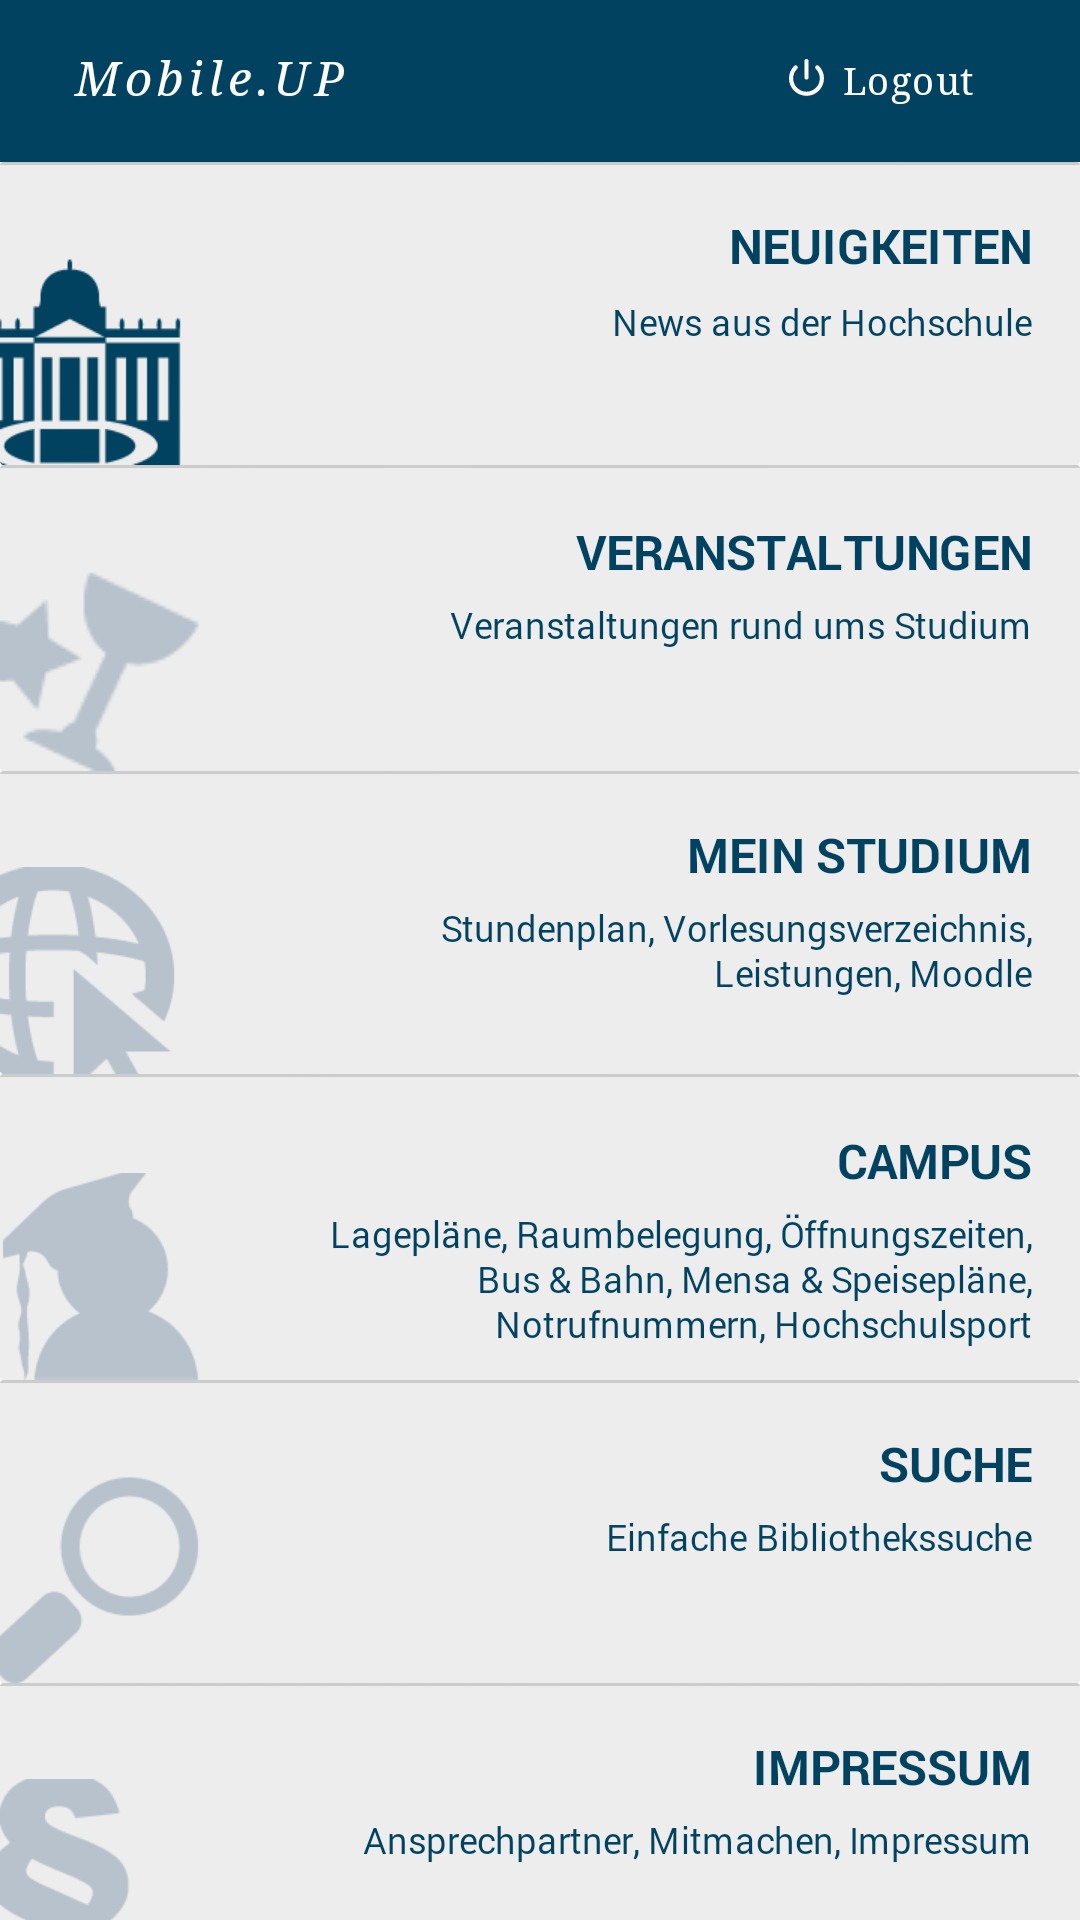 Mobile.UP
Logout
NEUIGKEITEN
News aus der Hochschule
VERANSTALTUNGEN
Veranstaltungen rund ums Studium
MEIN STUDIUM
Stundenplan, Vorlesungsverzeichnis,
Leistungen, Moodle
CAMPUS
Lagepläne, Raumbelegung, Öffnungszeiten,
Bus & Bahn, Mensa & Speisepläne,
Notrufnummern, Hochschulsport
SUCHE
Einfache Bibliothekssuche
IMPRESSUM
Ansprechpartner, Mitmachen, Impressum